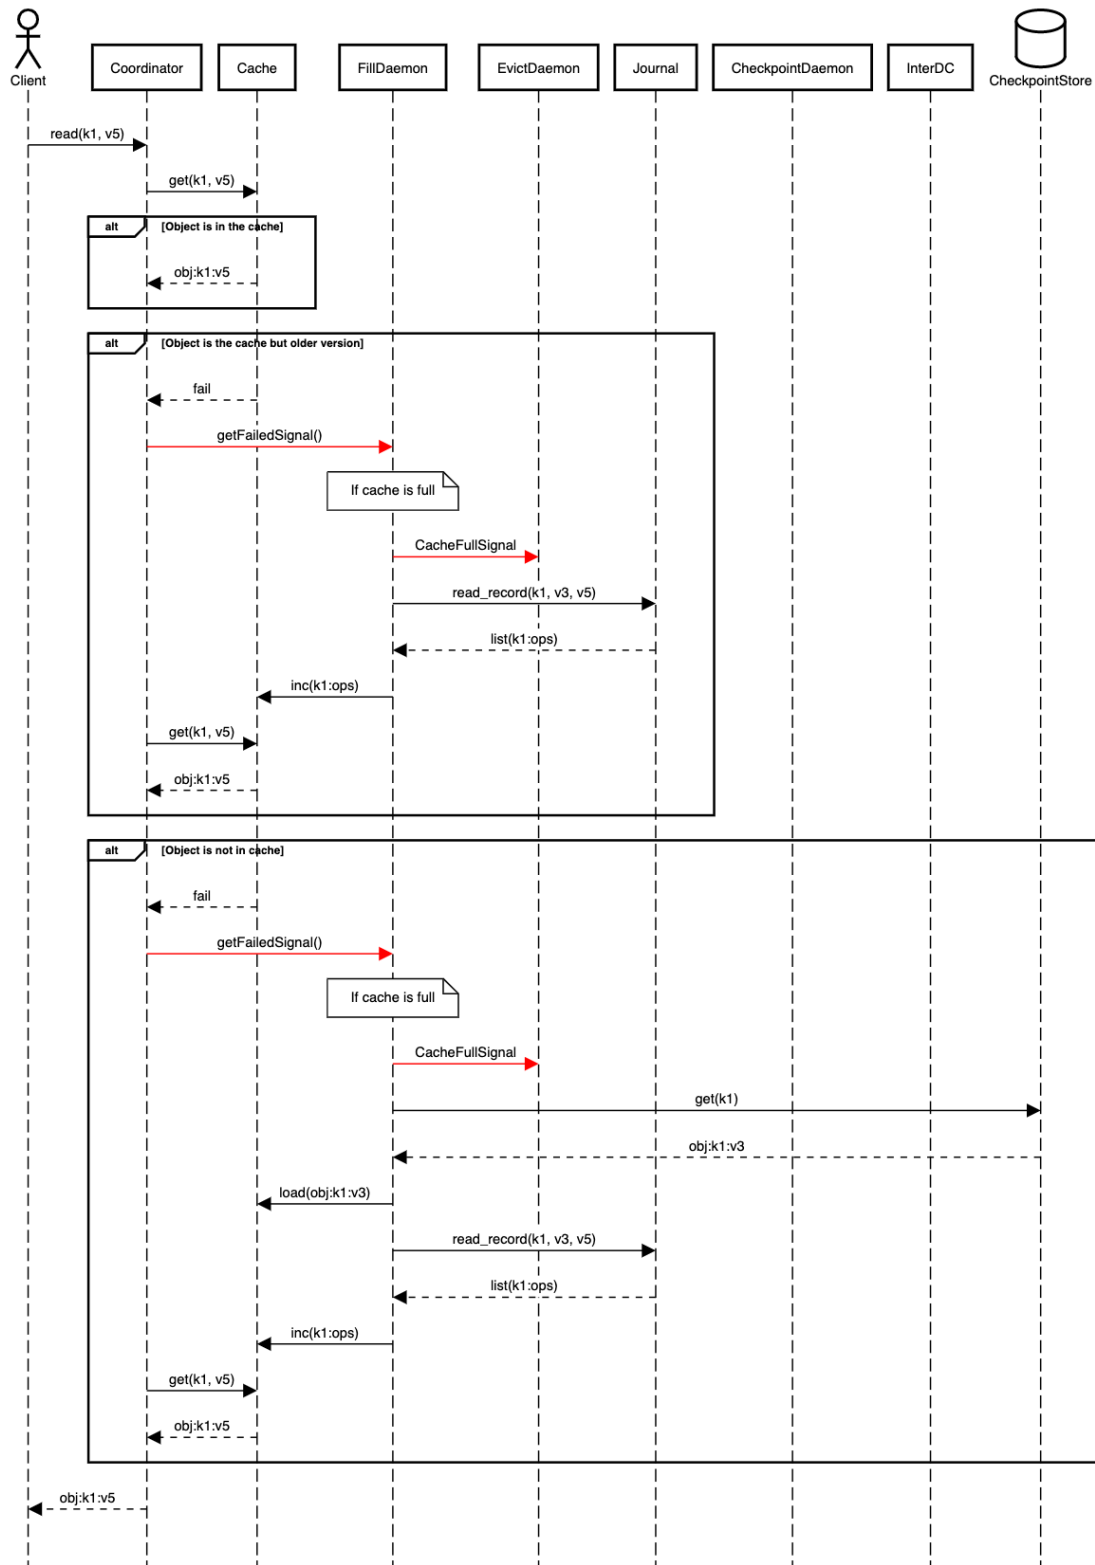 Client
Coordinator
Cache
FillDaemon
EvictDaemon
Journal
CheckpointDaemon
InterDC
CheckpointStore
read(k1, v5)
get(k1, v5)
alt
[Object is in the cache]
obj:k1:v5
alt
[Object is the cache but older version]
fail
getFailedSignal()
If cache is full
CacheFullSignal
read_record(k1, v3, v5)
list(k1:ops)
inc(k1:ops)
get(k1, v5)
obj:k1:v5
alt
[Object is not in cache]
fail
getFailedSignal()
If cache is full
CacheFullSignal
get(k1)
obj:k1:v3
load(obj:k1:v3)
read_record(k1, v3, v5)
list(k1:ops)
inc(k1:ops)
get(k1, v5)
obj:k1:v5
obj:k1:v5